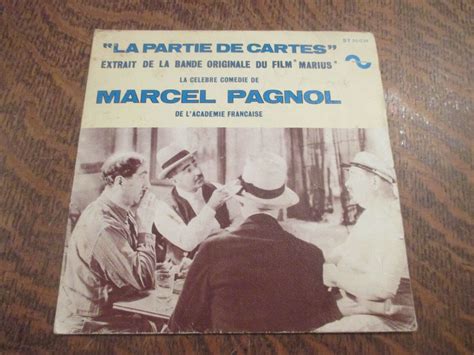 "LA PARTIE DE CARTES"
EXTRAIT DE LA BANDE ORIGINALE DU FILM "MARIUS"
LA CELEBRE COMEDIE DE
MARCEL PAGNOL
DE L'ACADEMIE FRANCAISE